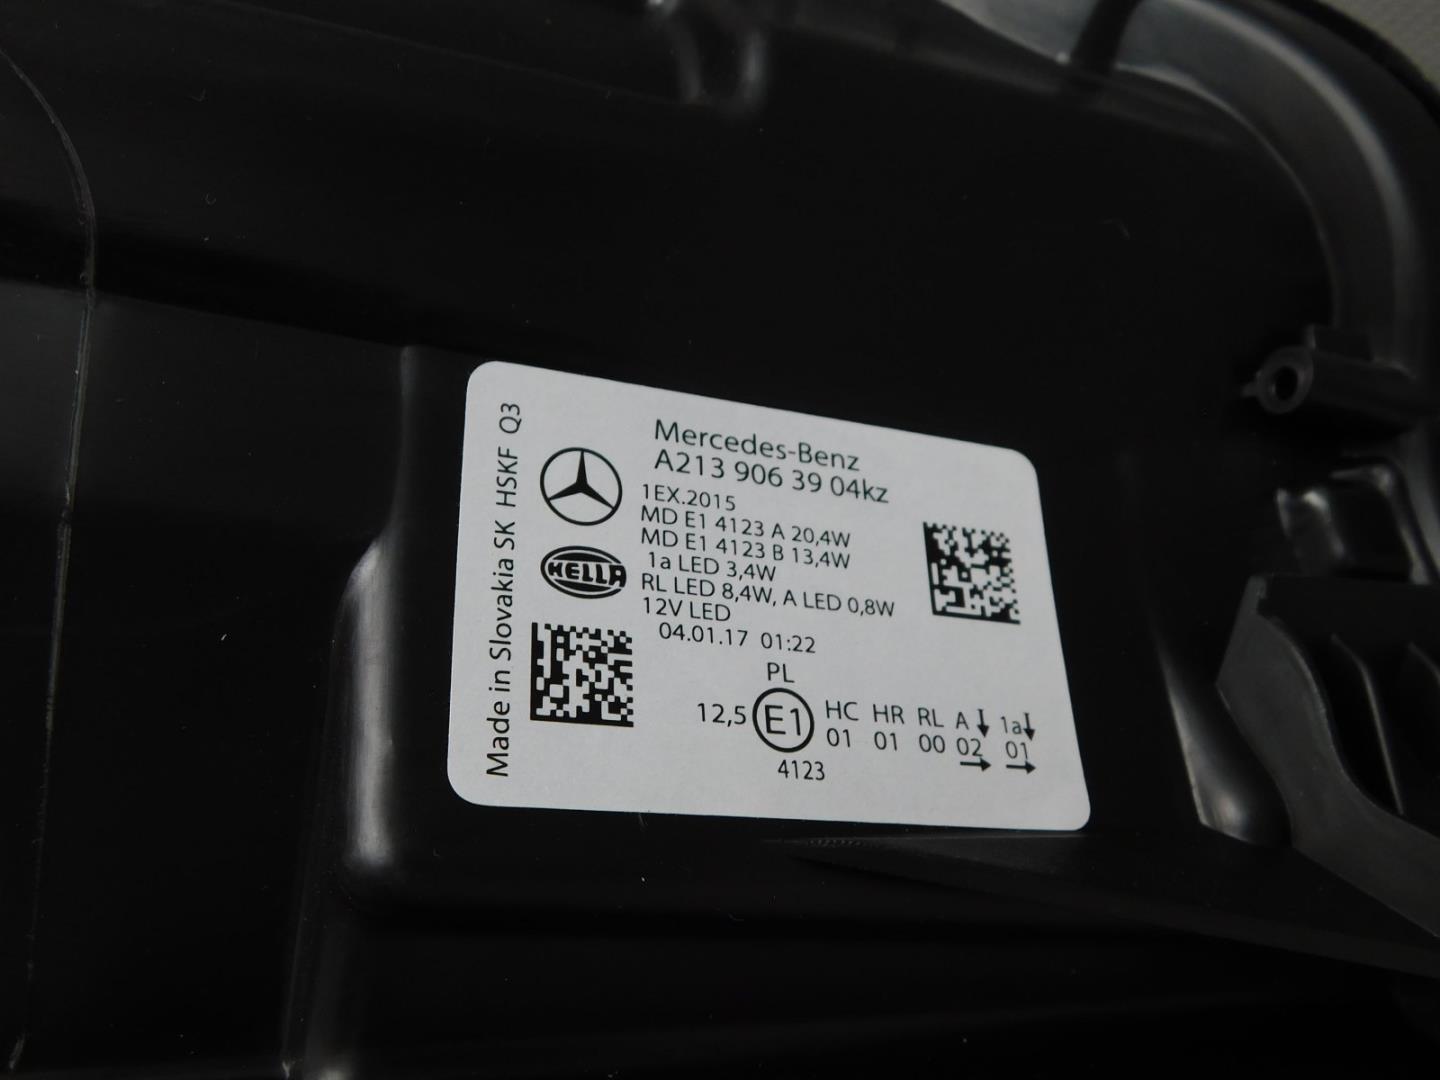 Made in Slovakia SK HSKF Q3
Mercedes-Benz
A213 906 39 04kz
1EX.2015
MD E1 4123 A 20,4W
MD E1 4123 B 13,4W
1a LED 3,4W
RL LED 8,4W, A LED 0,8W
12V LED
04.01.17 01:22
HELLA
PL
12,5 E1 HC HR RL A↓ 1a↓
01 01 00 02 01
→ →
4123